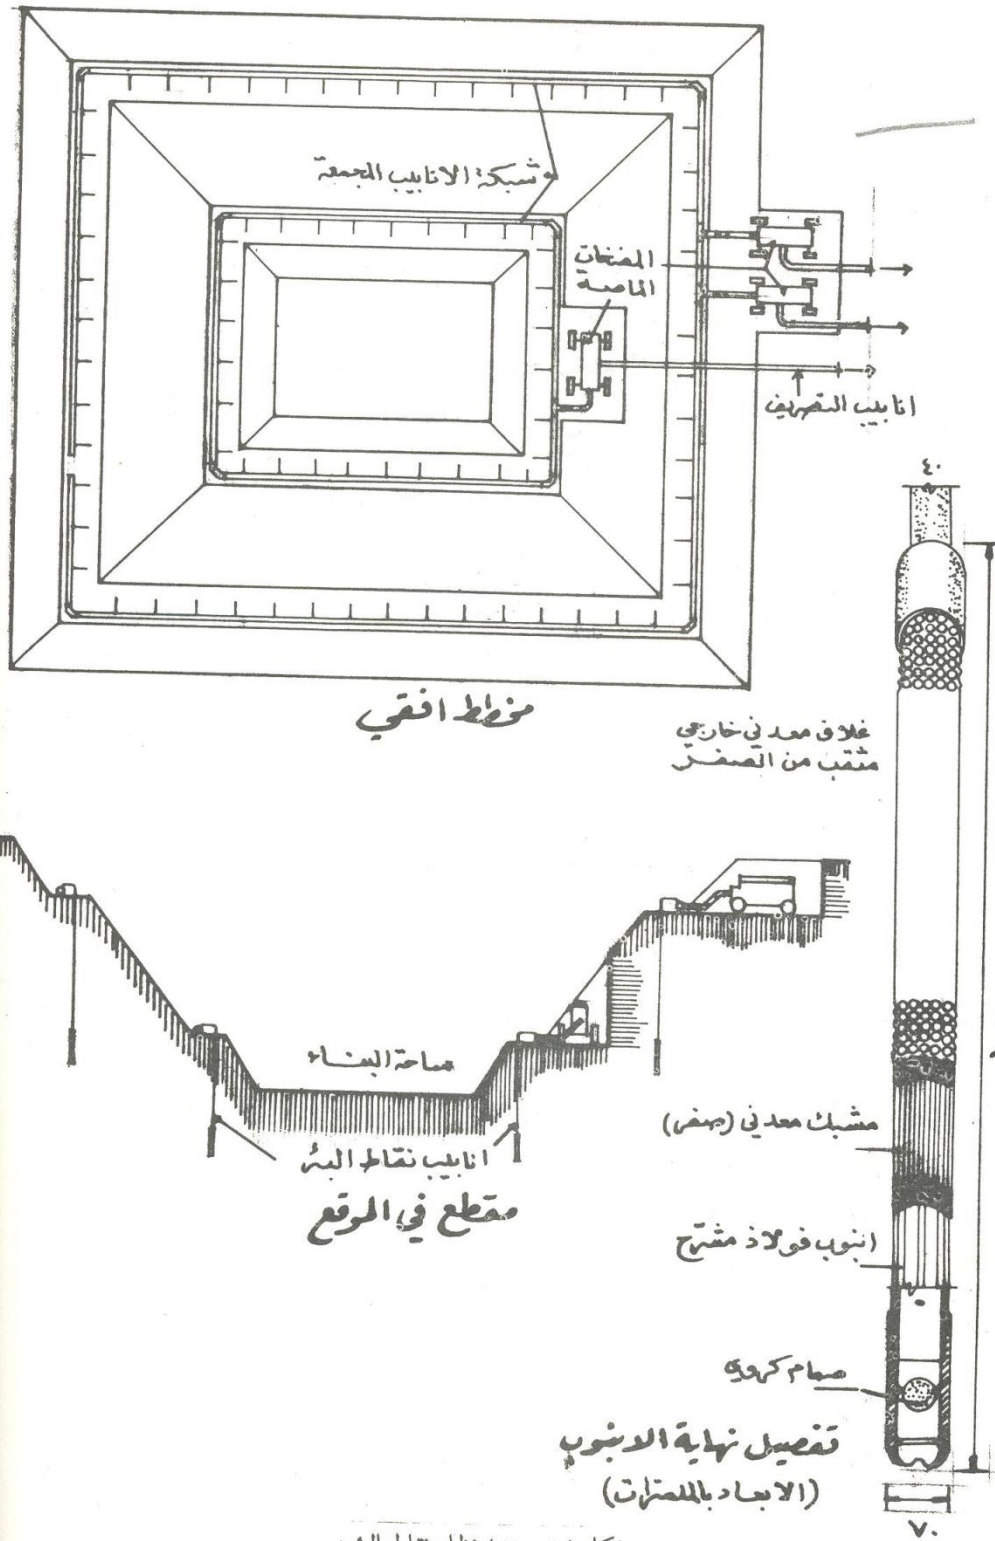 شبكة الانابيب المجمعة
المضخات
الماصة
انابيب التصريف
٤٠
مخطط افقي
غلاف معدني خارجي
مثقب من الصفر
ساحة البناء
انابيب نقاط البئر
مقطع في الموقع
مشبك معدني (صفر)
انبوب فولاذ مشرح
صمام كروي
تفصيل نهاية الانبوب
(الابعاد بالملمترات)
٧٠